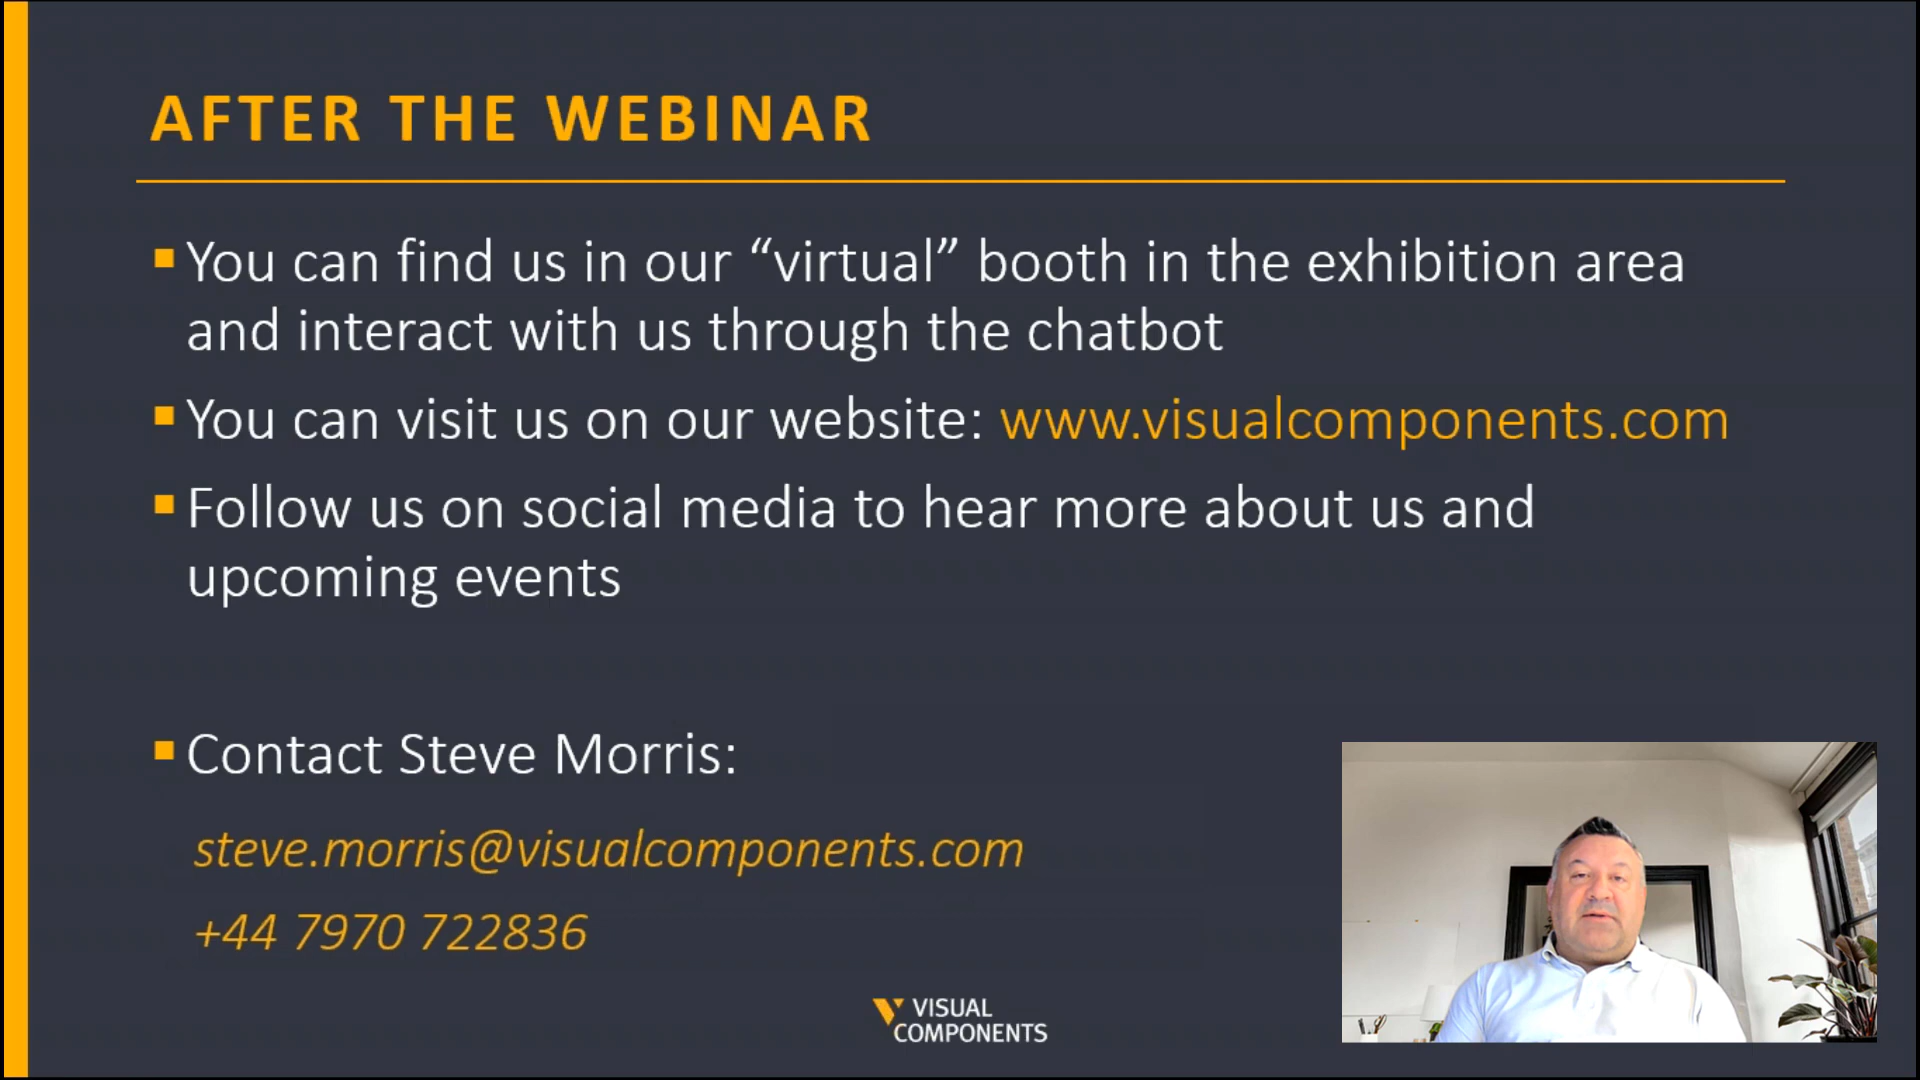 AFTER THE WEBINAR
You can find us in our “virtual” booth in the exhibition area
and interact with us through the chatbot
You can visit us on our website: www.visualcomponents.com
Follow us on social media to hear more about us and
upcoming events
Contact Steve Morris:
steve.morris@visualcomponents.com
+44 7970 722836
VISUAL
COMPONENTS